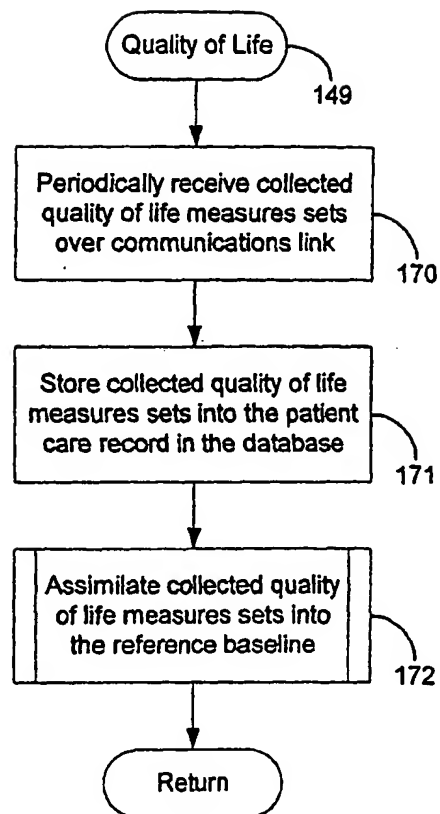 Quality of Life
149
Periodically receive collected
quality of life measures sets
over communications link
170
Store collected quality of life
measures sets into the patient
care record in the database
171
Assimilate collected quality
of life measures sets into
the reference baseline
172
Return